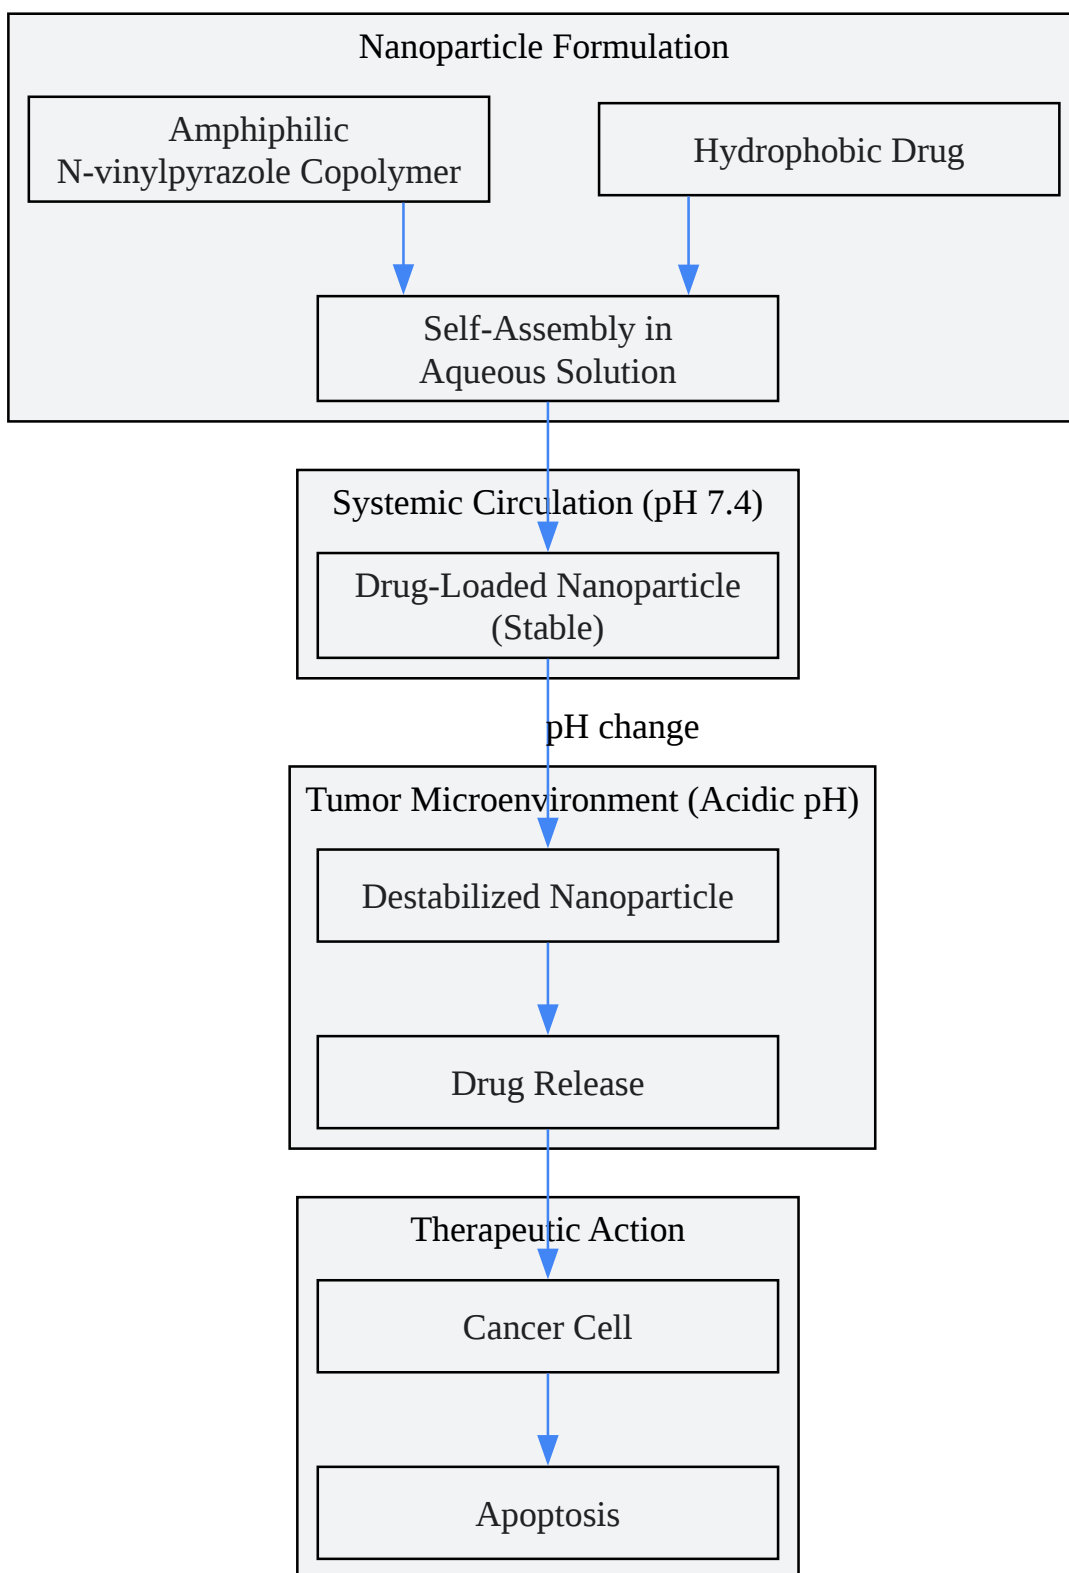 Nanoparticle Formulation
Amphiphilic
N-vinylpyrazole Copolymer
Hydrophobic Drug
Self-Assembly in
Aqueous Solution
Systemic Circulation (pH 7.4)
Drug-Loaded Nanoparticle
(Stable)
pH change
Tumor Microenvironment (Acidic pH)
Destabilized Nanoparticle
Drug Release
Therapeutic Action
Cancer Cell
Apoptosis